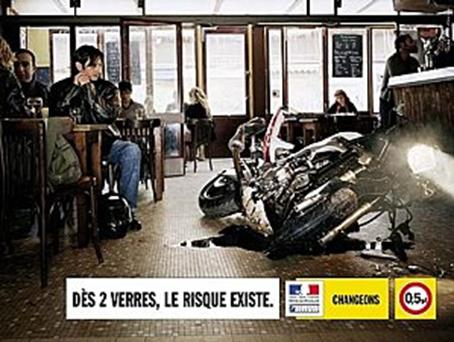 DÈS 2 VERRES, LE RISQUE EXISTE.
CHANGEONS
0,5g/l